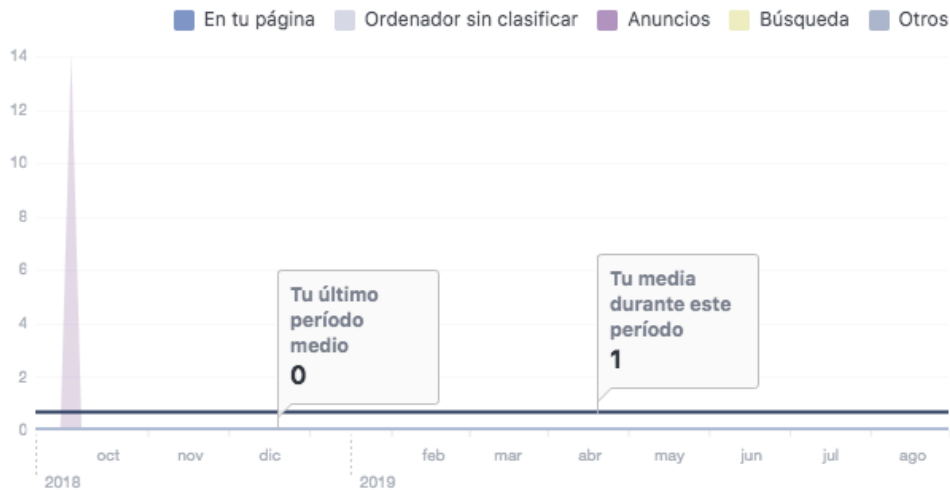 En tu página Ordenador sin clasificar Anuncios Búsqueda Otros
14
12
10
8
6
4
2
0
Tu último
período
medio
0
Tu media
durante este
período
1
oct nov dic feb mar abr may jun jul ago
2018 2019